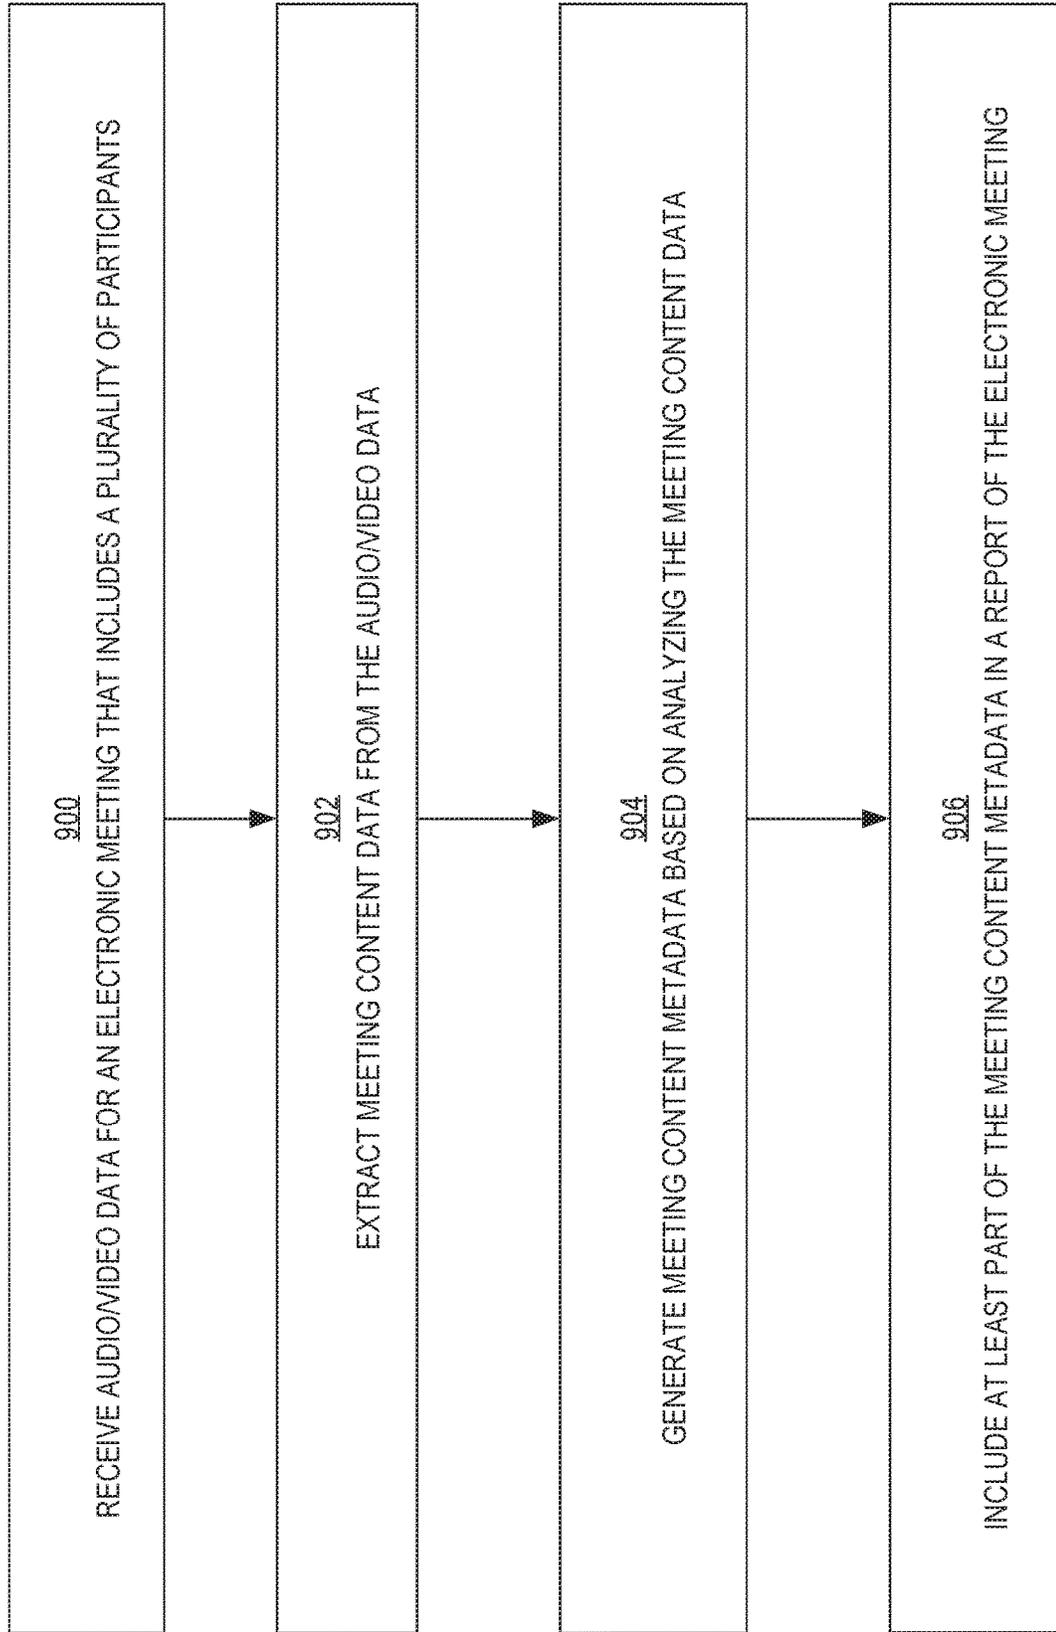 900
RECEIVE AUDIO/VIDEO DATA FOR AN ELECTRONIC MEETING THAT INCLUDES A PLURALITY OF PARTICIPANTS
902
EXTRACT MEETING CONTENT DATA FROM THE AUDIO/VIDEO DATA
904
GENERATE MEETING CONTENT METADATA BASED ON ANALYZING THE MEETING CONTENT DATA
906
INCLUDE AT LEAST PART OF THE MEETING CONTENT METADATA IN A REPORT OF THE ELECTRONIC MEETING